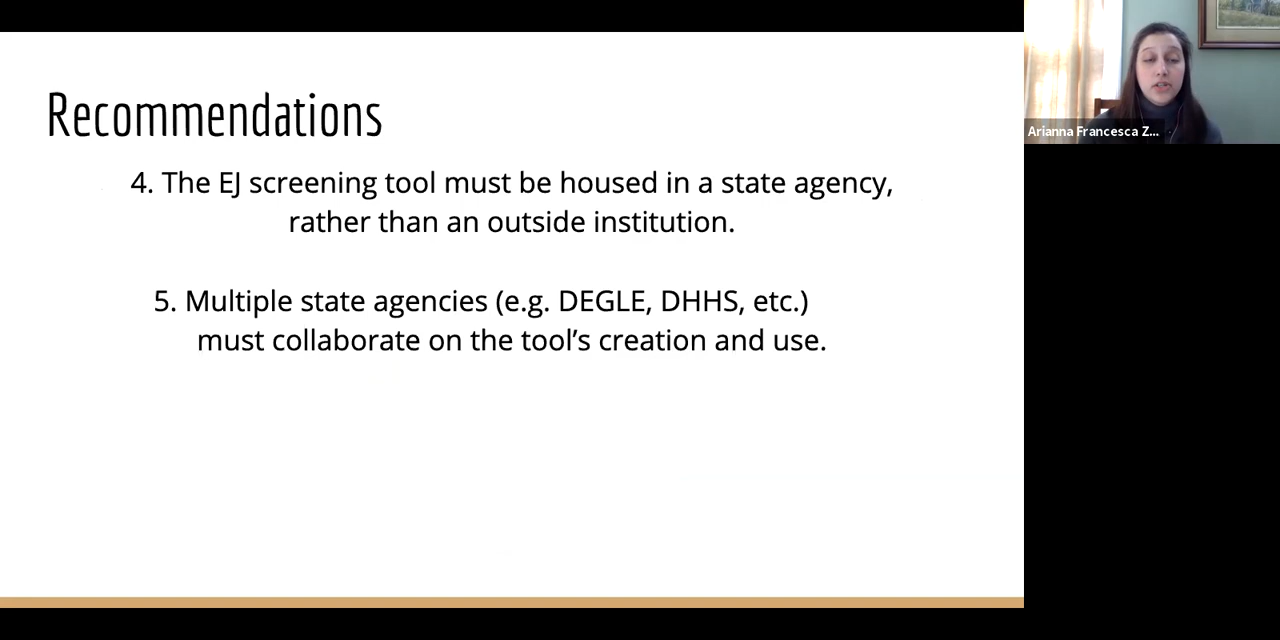 Recommendations
4. The EJ screening tool must be housed in a state agency,
rather than an outside institution.
5. Multiple state agencies (e.g. DEGLE, DHHS, etc.)
must collaborate on the tool’s creation and use.
Arianna Francesca Z...